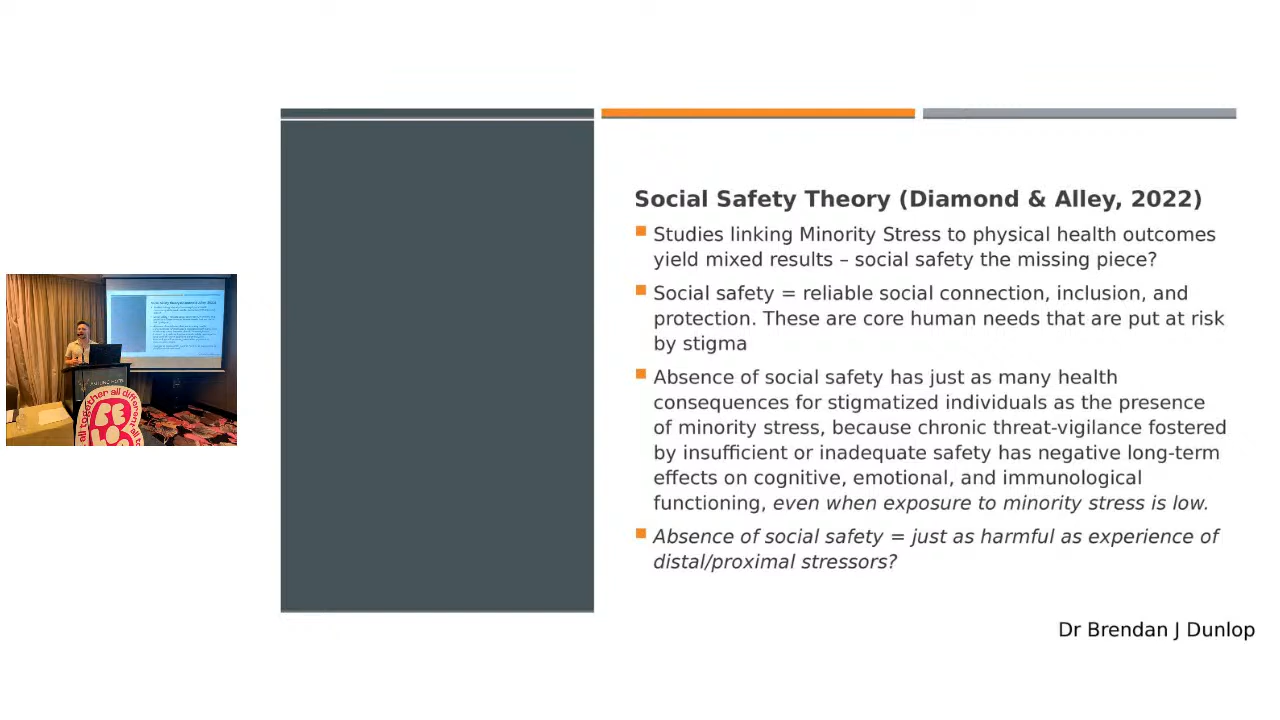 Social Safety Theory (Diamond & Alley, 2022)
Studies linking Minority Stress to physical health outcomes
yield mixed results – social safety the missing piece?
Social safety = reliable social connection, inclusion, and
protection. These are core human needs that are put at risk
by stigma
Absence of social safety has just as many health
consequences for stigmatized individuals as the presence
of minority stress, because chronic threat-vigilance fostered
by insufficient or inadequate safety has negative long-term
effects on cognitive, emotional, and immunological
functioning, even when exposure to minority stress is low.
Absence of social safety = just as harmful as experience of
distal/proximal stressors?
Dr Brendan J Dunlop
all together all different
BE